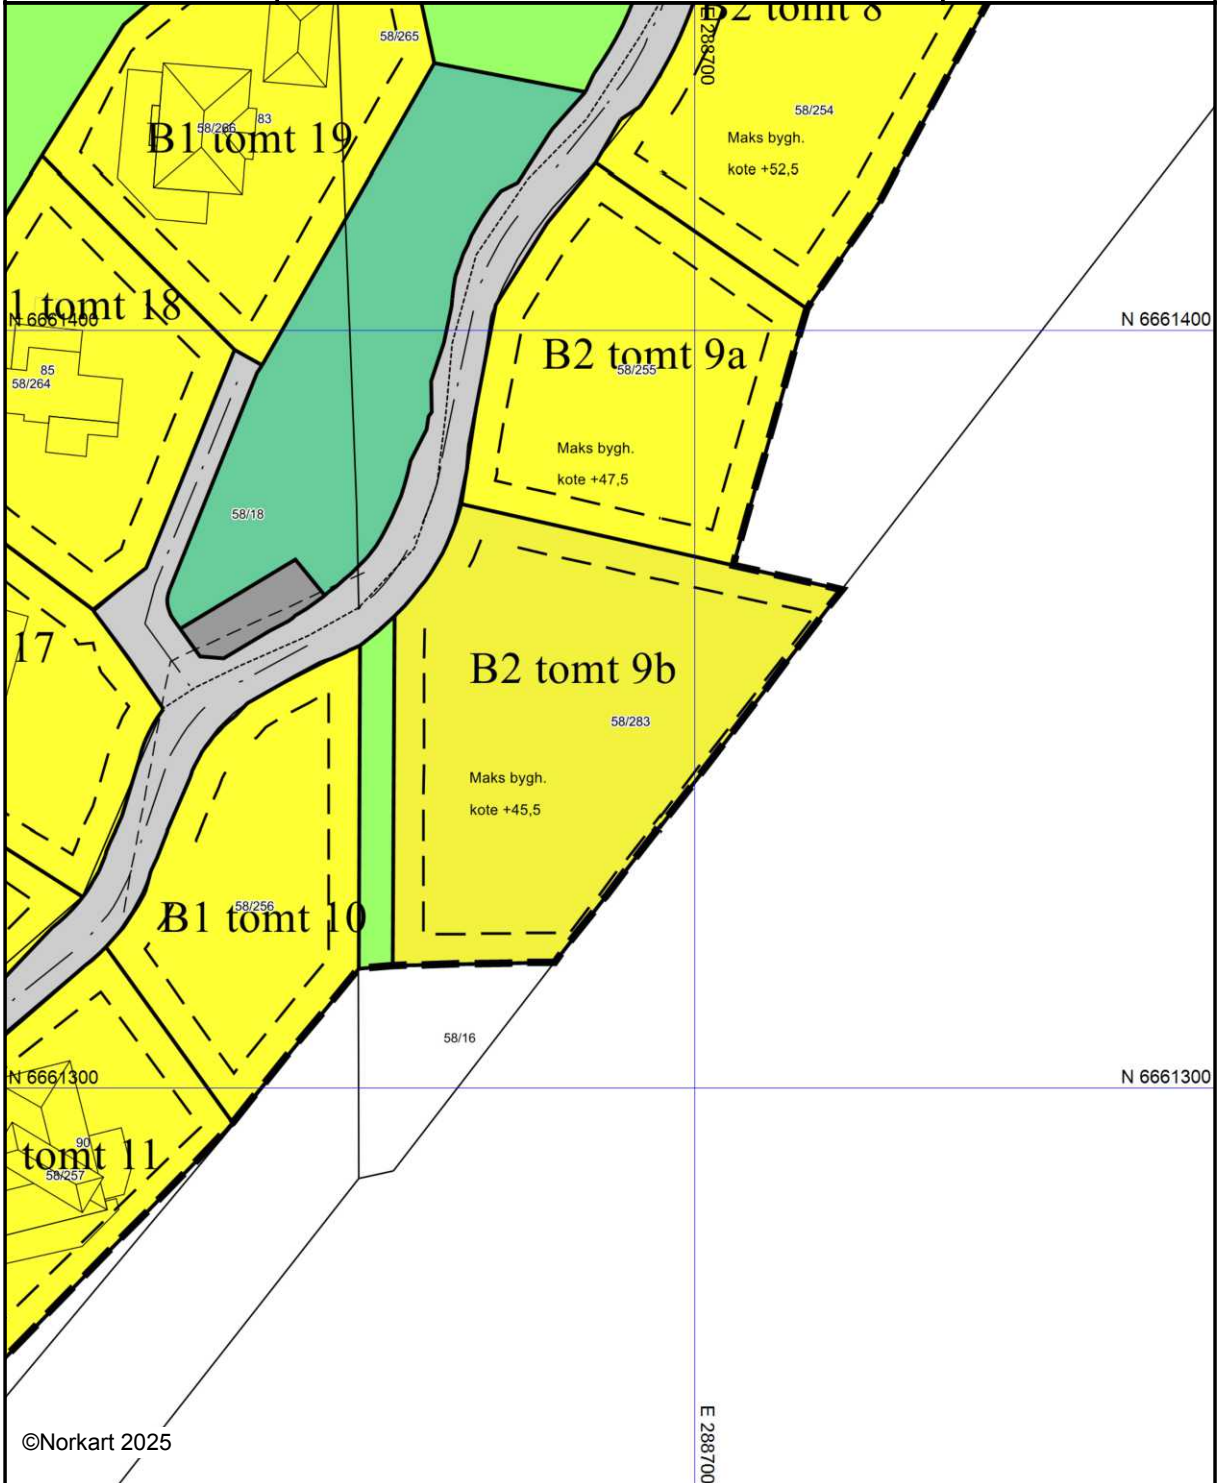 B2 tomt 8
58/265
E 288700
58/254
B1 tomt 19
58/266
83
Maks bygh.
kote +52,5
1 tomt 18
N 6661400
N 6661400
B2 tomt 9a
58/255
85
58/264
Maks bygh.
kote +47,5
58/18
17
B2 tomt 9b
58/283
Maks bygh.
kote +45,5
B1 tomt 10
58/256
58/16
N 6661300
N 6661300
90
tomt 11
58/257
E 288700
©Norkart 2025